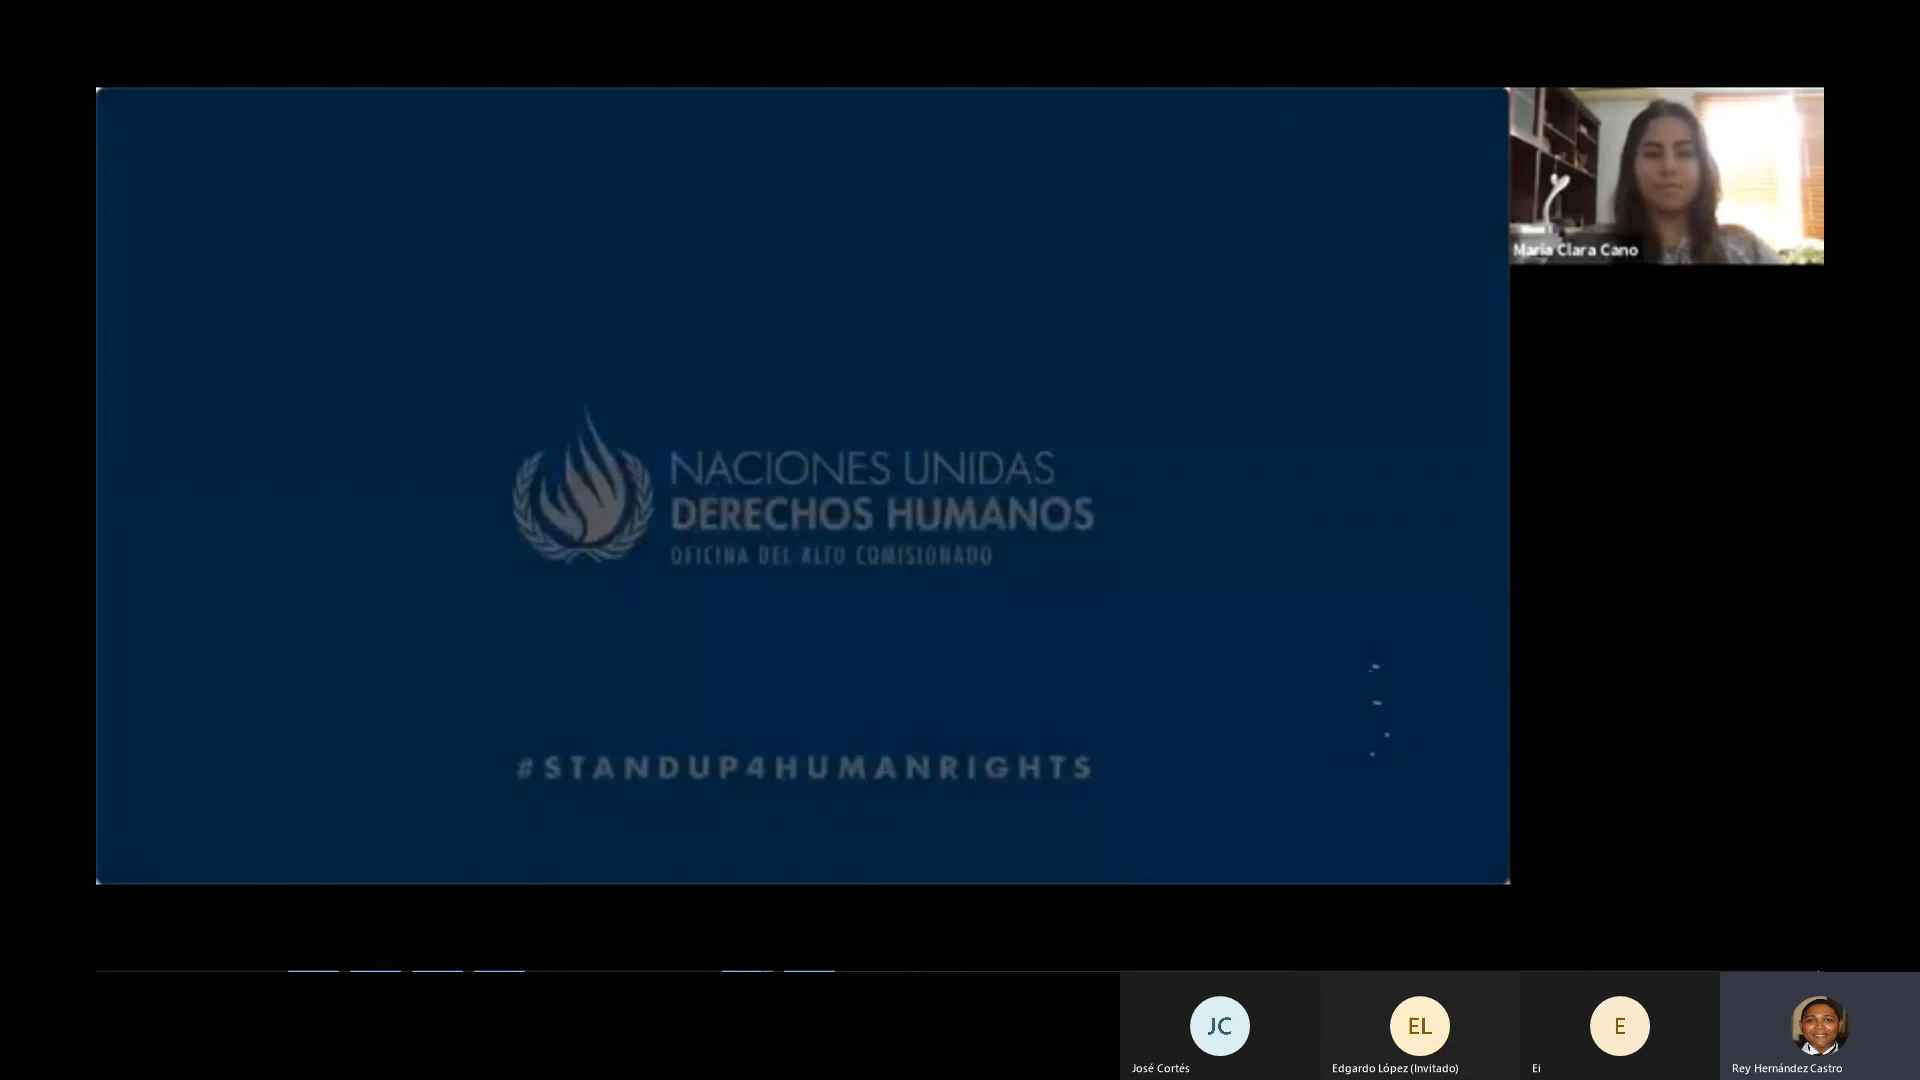 Maria Clara Cano
NACIONES UNIDAS
DERECHOS HUMANOS
OFICINA DEL ALTO COMISIONADO
#STANDUP4HUMANRIGHTS
JC
EL
E
José Cortés
Edgardo López (Invitado)
Ei
Rey Hernández Castro